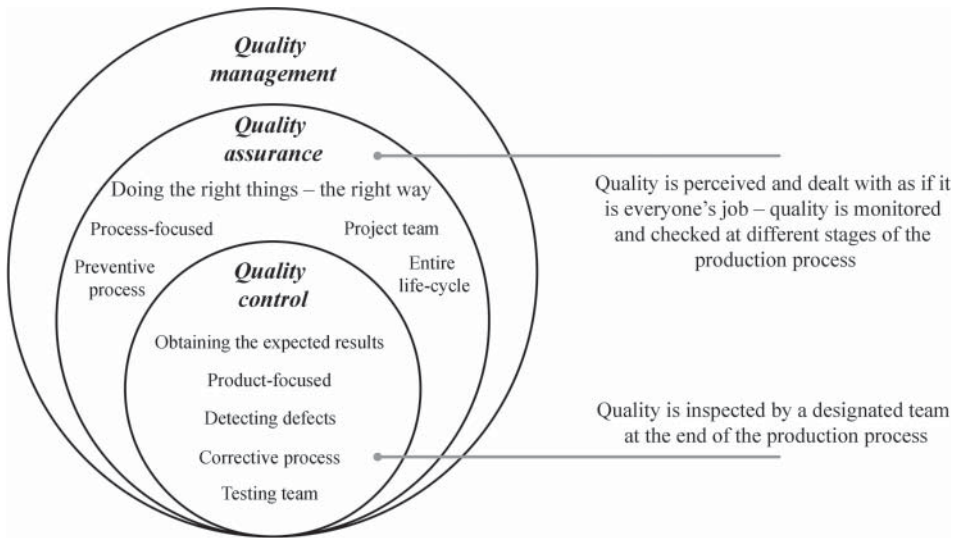 Quality
management
Quality
assurance
Doing the right things – the right way
Process-focused
Project team
Preventive
process
Entire
life-cycle
Quality
control
Obtaining the expected results
Product-focused
Detecting defects
Corrective process
Testing team
Quality is perceived and dealt with as if it
is everyone’s job – quality is monitored
and checked at different stages of the
production process
Quality is inspected by a designated team
at the end of the production process